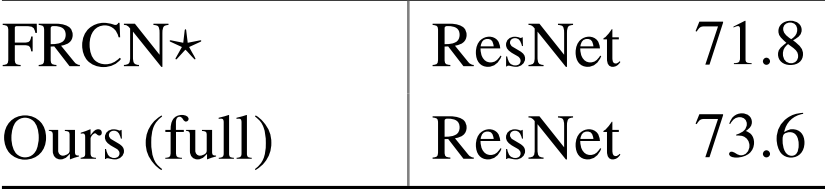 FRCN⋆ ResNet 71.8
Ours (full) ResNet 73.6